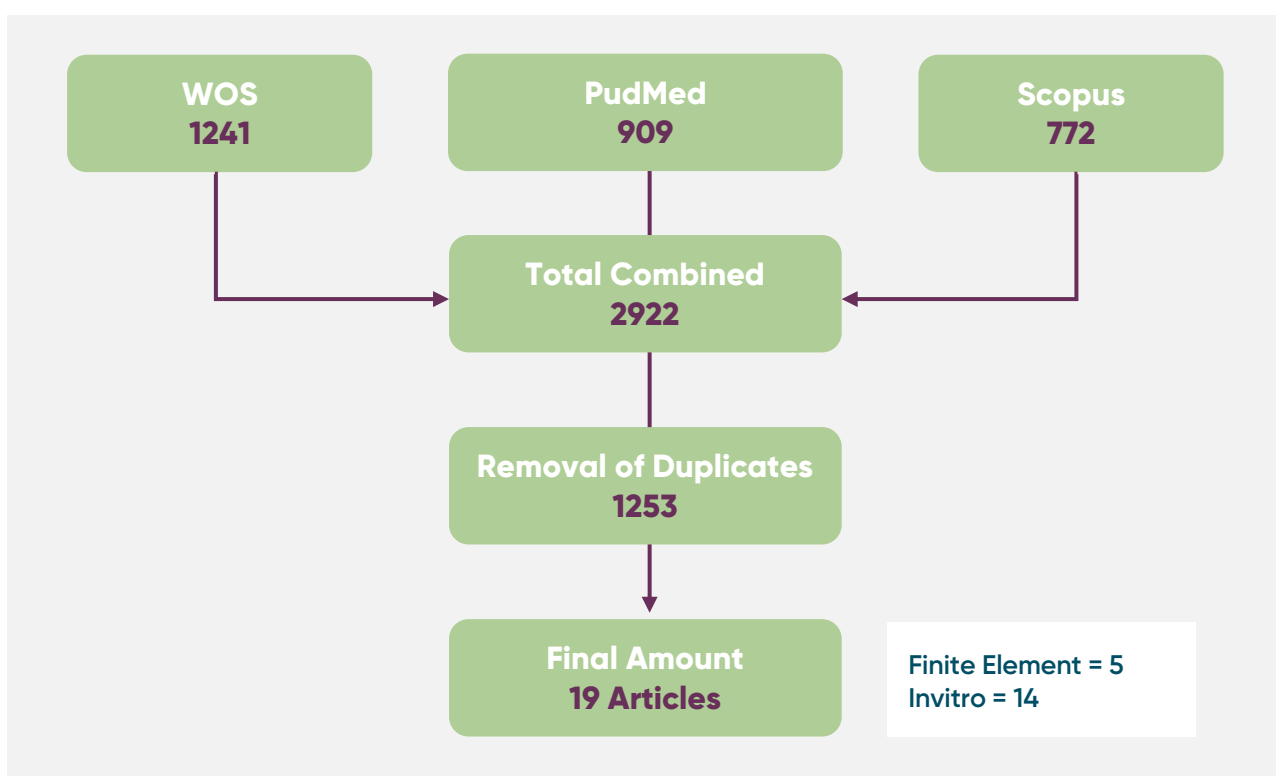 WOS
1241
PudMed
909
Scopus
772
Total Combined
2922
Removal of Duplicates
1253
Final Amount
19 Articles
Finite Element = 5
Invitro = 14